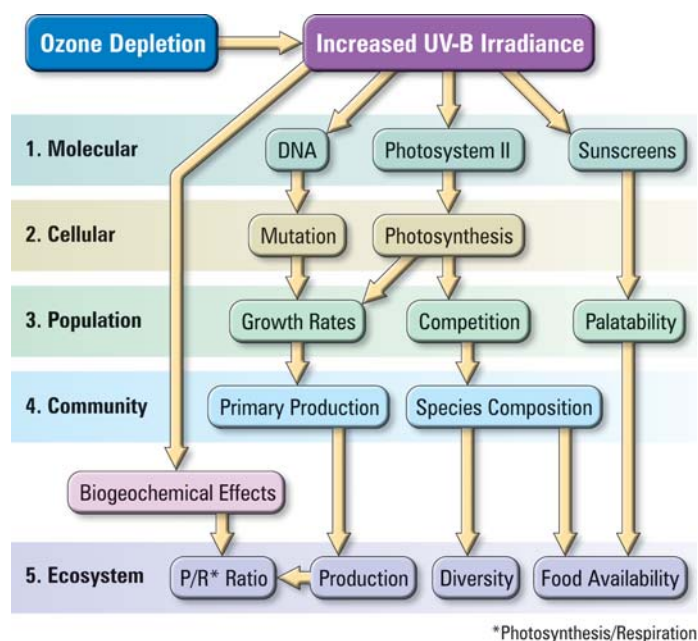 Ozone Depletion
Increased UV-B Irradiance
1. Molecular
DNA
Photosystem II
Sunscreens
2. Cellular
Mutation
Photosynthesis
3. Population
Growth Rates
Competition
Palatability
4. Community
Primary Production
Species Composition
Biogeochemical Effects
5. Ecosystem
P/R* Ratio
Production
Diversity
Food Availability
*Photosynthesis/Respiration